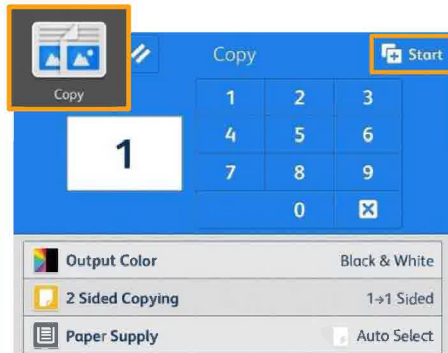 Copy
Copy
Start
1
1 2 3
4 5 6
7 8 9
0
Output Color Black & White
2 Sided Copying 1→1 Sided
Paper Supply Auto Select